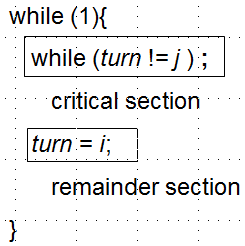 while (1){
while (turn != j ) ;
critical section
turn = i;
remainder section
}